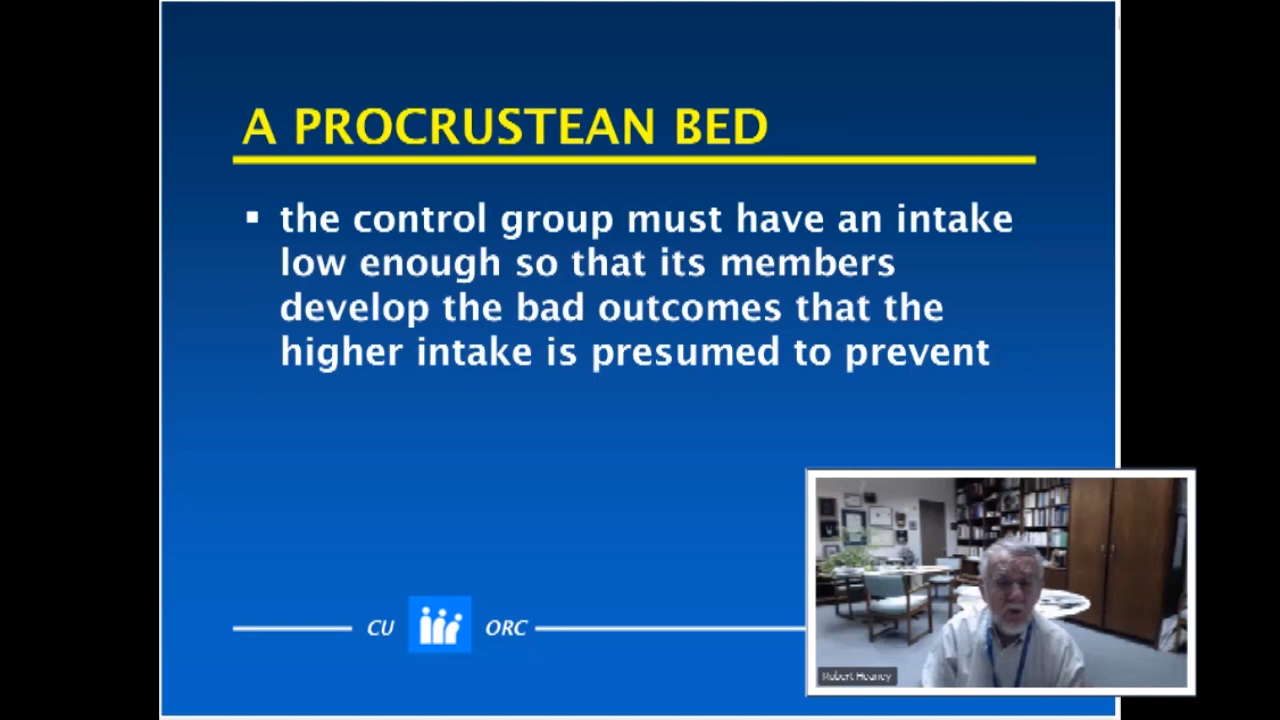 A PROCRUSTEAN BED
▪ the control group must have an intake
low enough so that its members
develop the bad outcomes that the
higher intake is presumed to prevent
CU ORC
Robert Heaney